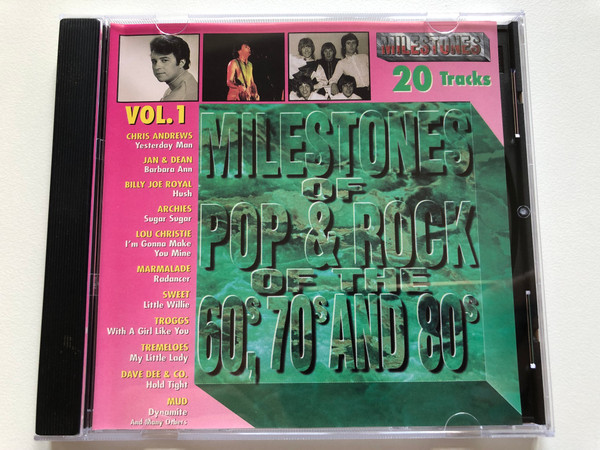 MILESTONES
20 Tracks
VOL.1
CHRIS ANDREWS
Yesterday Man
JAN & DEAN
Barbara Ann
BILLY JOE ROYAL
Hush
ARCHIES
Sugar Sugar
LOU CHRISTIE
I'm Gonna Make
You Mine
MARMALADE
Radancer
SWEET
Little Willie
TROGGS
With A Girl Like You
TREMELOES
My Little Lady
DAVE DEE & CO.
Hold Tight
MUD
Dynamite
And Many Others
MILESTONES
OF
POP & ROCK
OF THE
60s, 70s AND 80s